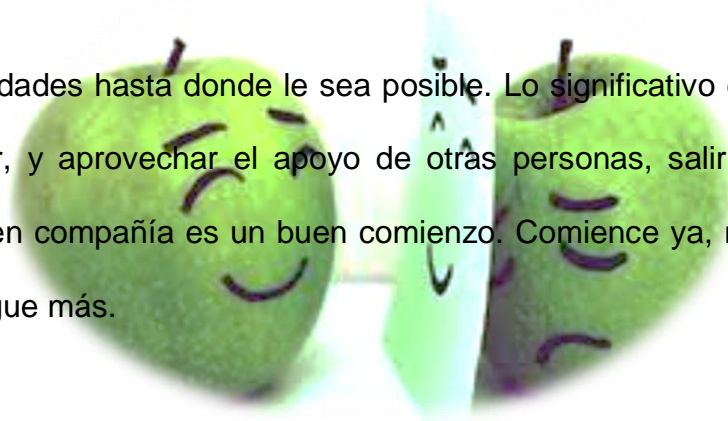 dades hasta donde le sea posible. Lo significativo
r, y aprovechar el apoyo de otras personas, salir
en compañía es un buen comienzo. Comience ya,
gue más.